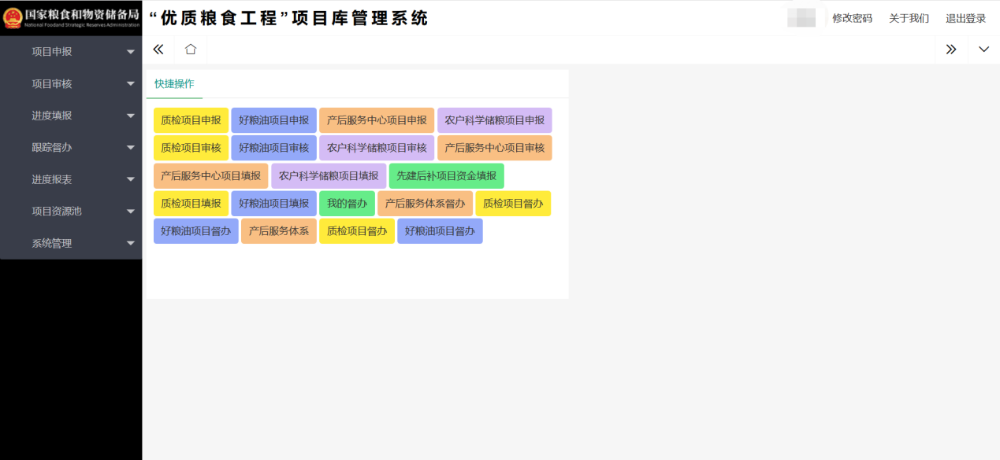 国家粮食和物资储备局
National Foodand Strategic Reserves Administration
“优质粮食工程”项目库管理系统
修改密码 关于我们 退出登录
项目申报
项目审核
进度填报
跟踪督办
进度报表
项目资源池
系统管理
快捷操作
质检项目申报 好粮油项目申报 产后服务中心项目申报 农户科学储粮项目申报
质检项目审核 好粮油项目审核 农户科学储粮项目审核 产后服务中心项目审核
产后服务中心项目填报 农户科学储粮项目填报 先建后补项目资金填报
质检项目填报 好粮油项目填报 我的督办 产后服务体系督办 质检项目督办
好粮油项目督办 产后服务体系 质检项目督办 好粮油项目督办